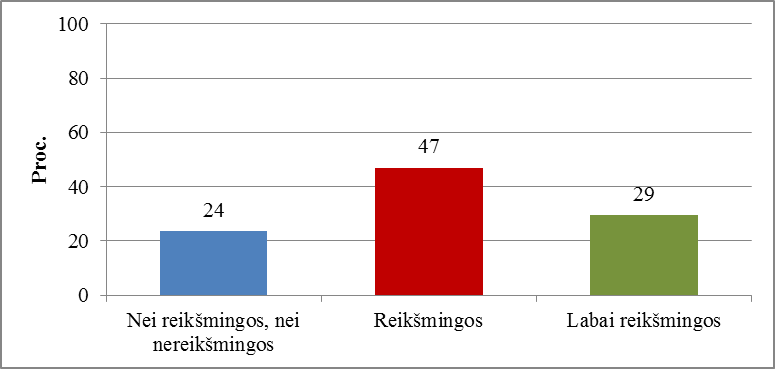 100
80
60
40
20
0
Proc.
24
47
29
Nei reikšmingos, nei
nereikšmingos
Reikšmingos
Labai reikšmingos